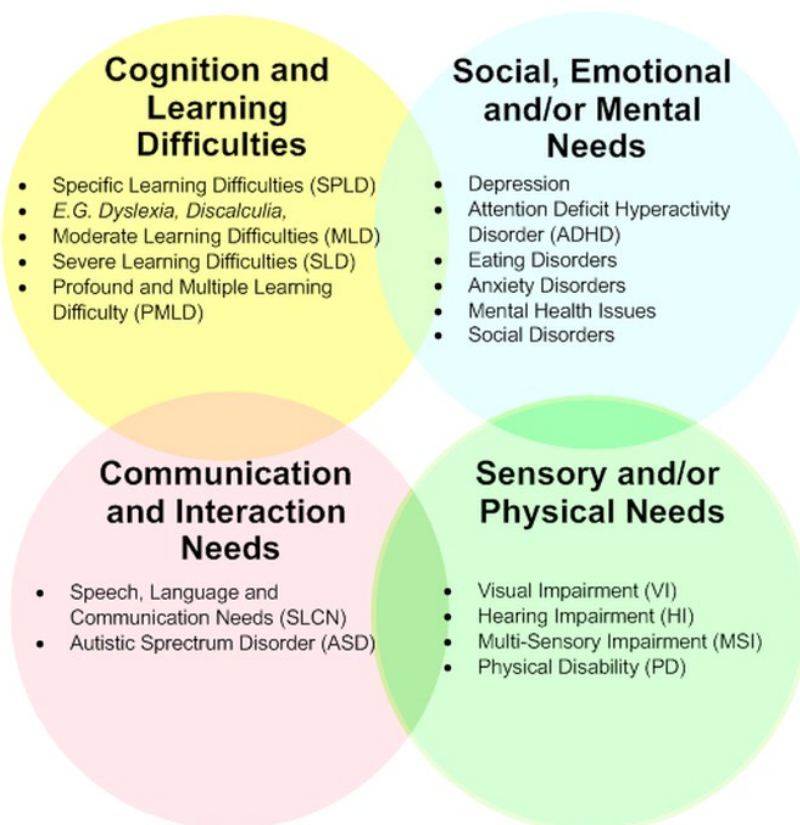 Cognition and
Learning
Difficulties
• Specific Learning Difficulties (SPLD)
• E.G. Dyslexia, Discalculia,
• Moderate Learning Difficulties (MLD)
• Severe Learning Difficulties (SLD)
• Profound and Multiple Learning
Difficulty (PMLD)
Social, Emotional
and/or Mental
Needs
• Depression
• Attention Deficit Hyperactivity
Disorder (ADHD)
• Eating Disorders
• Anxiety Disorders
• Mental Health Issues
• Social Disorders
Communication
and Interaction
Needs
• Speech, Language and
Communication Needs (SLCN)
• Autistic Sprectrum Disorder (ASD)
Sensory and/or
Physical Needs
• Visual Impairment (VI)
• Hearing Impairment (HI)
• Multi-Sensory Impairment (MSI)
• Physical Disability (PD)